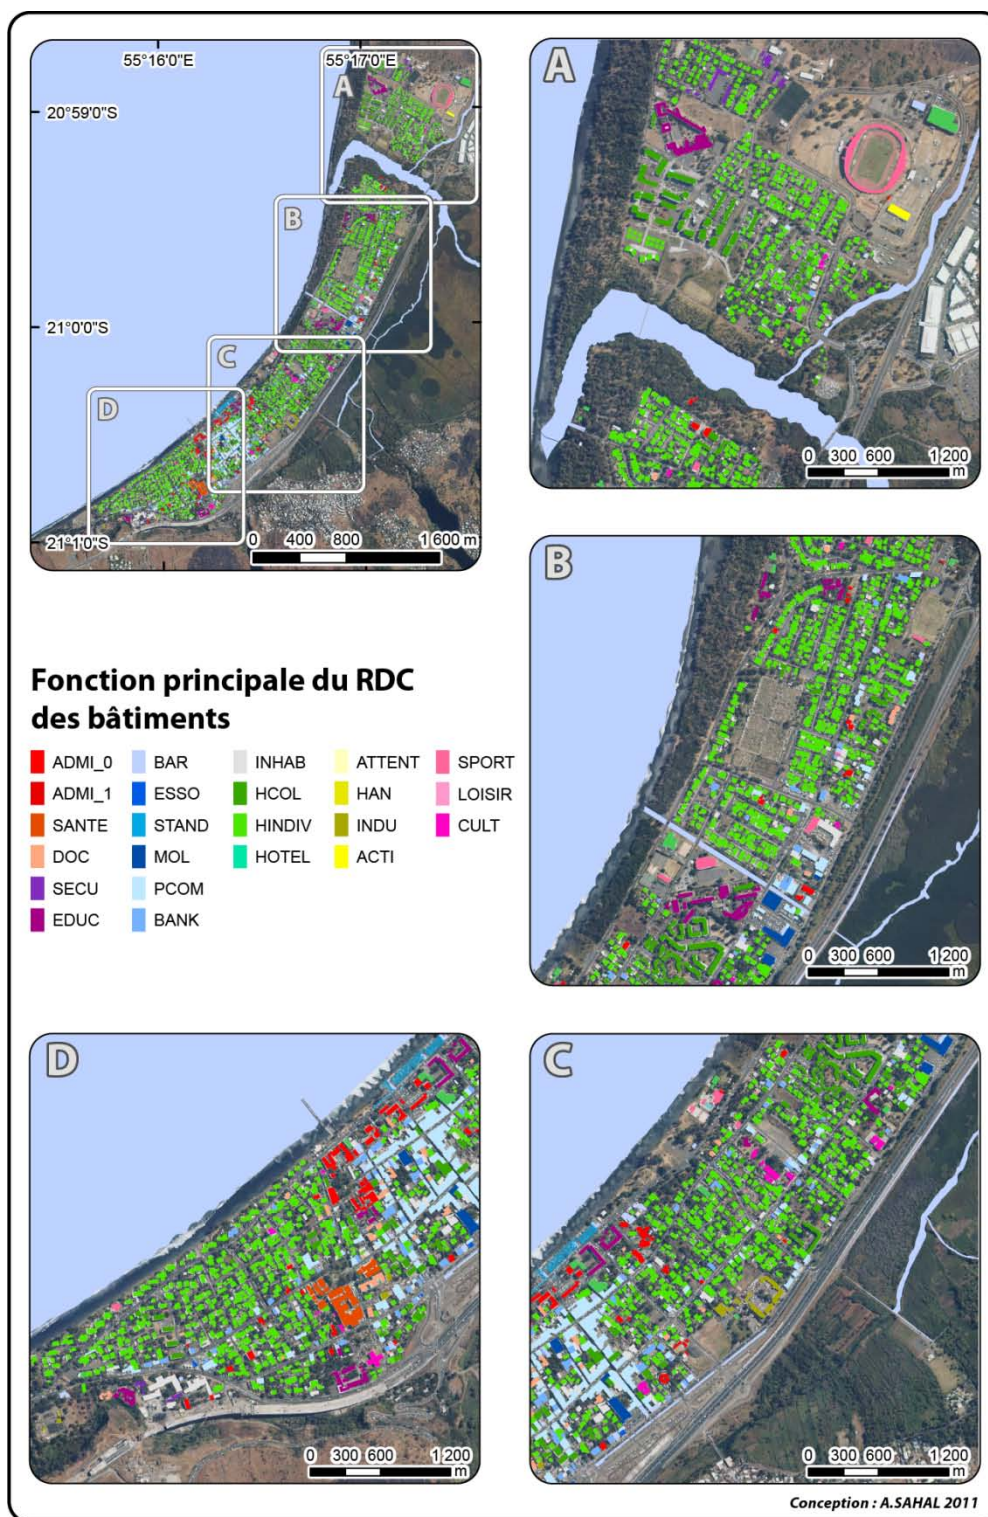 55°16'0"E
55°17'0"E
A
20°59'0"S
B
21°0'0"S
C
D
21°1'0"S
0 400 800 1 600 m
A
0 300 600 1 200
m
B
0 300 600 1 200
m
Fonction principale du RDC
des bâtiments
ADMI_0 BAR INHAB ATTENT SPORT
ADMI_1 ESSO HCOL HAN LOISIR
SANTE STAND HINDIV INDU CULT
DOC MOL HOTEL ACTI
SECU PCOM
EDUC BANK
D
0 300 600 1 200
m
C
0 300 600 1 200
m
Conception : A.SAHAL 2011